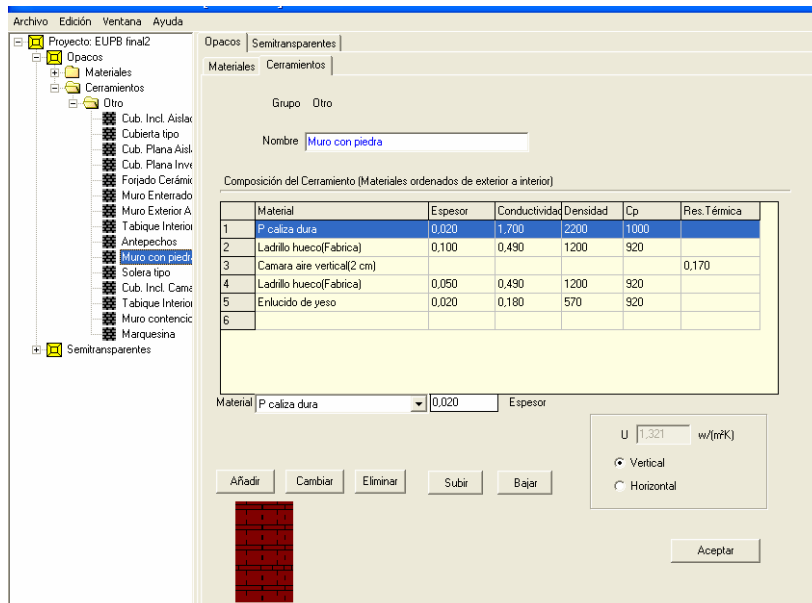 Archivo Edición Ventana Ayuda
Proyecto: EUPB final2
Opacos
Materiales
Cerramientos
Otro
Cub. Incl. Aislac
Cubierta tipo
Cub. Plana Aisl
Cub. Plana Inve
Forjado Cerámic
Muro Enterrado
Muro Exterior A
Tabique Interior
Antepechos
Muro con piedra
Solera tipo
Cub. Incl. Cama
Tabique Interior
Muro contencic
Marquesina
Semitransparentes
Opacos Semitransparentes
Materiales Cerramientos
Grupo Otro
Nombre Muro con piedra
Composición del Cerramiento (Materiales ordenados de exterior a interior)
Material Espesor Conductividad Densidad Cp Res.Térmica
1 P caliza dura 0,020 1,700 2200 1000
2 Ladrillo hueco(Fabrica) 0,100 0,490 1200 920
3 Camara aire vertical(2 cm) 0,170
4 Ladrillo hueco(Fabrica) 0,050 0,490 1200 920
5 Enlucido de yeso 0,020 0,180 570 920
6
Material P caliza dura 0,020 Espesor
U 1,321 w/(m²K)
Vertical
Horizontal
Añadir Cambiar Eliminar Subir Bajar
Aceptar